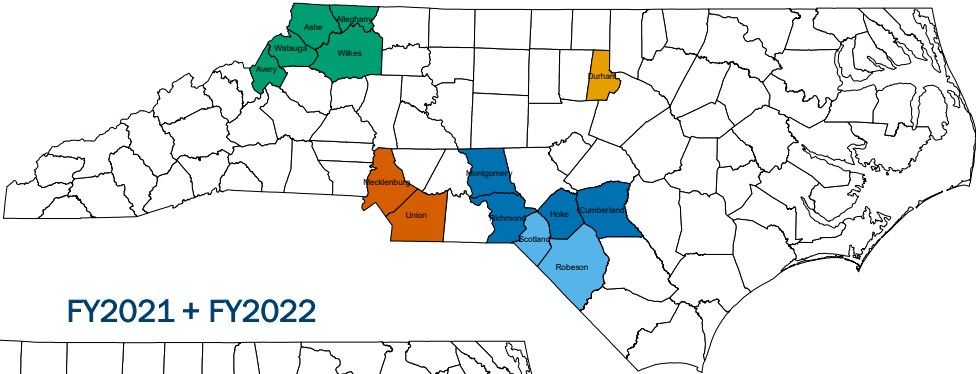 Alleghany
Ashe
Watauga
Wilkes
Avery
Durham
Mecklenburg
Montgomery
Union
Richmond
Hoke
Cumberland
Scotland
Robeson
FY2021 + FY2022